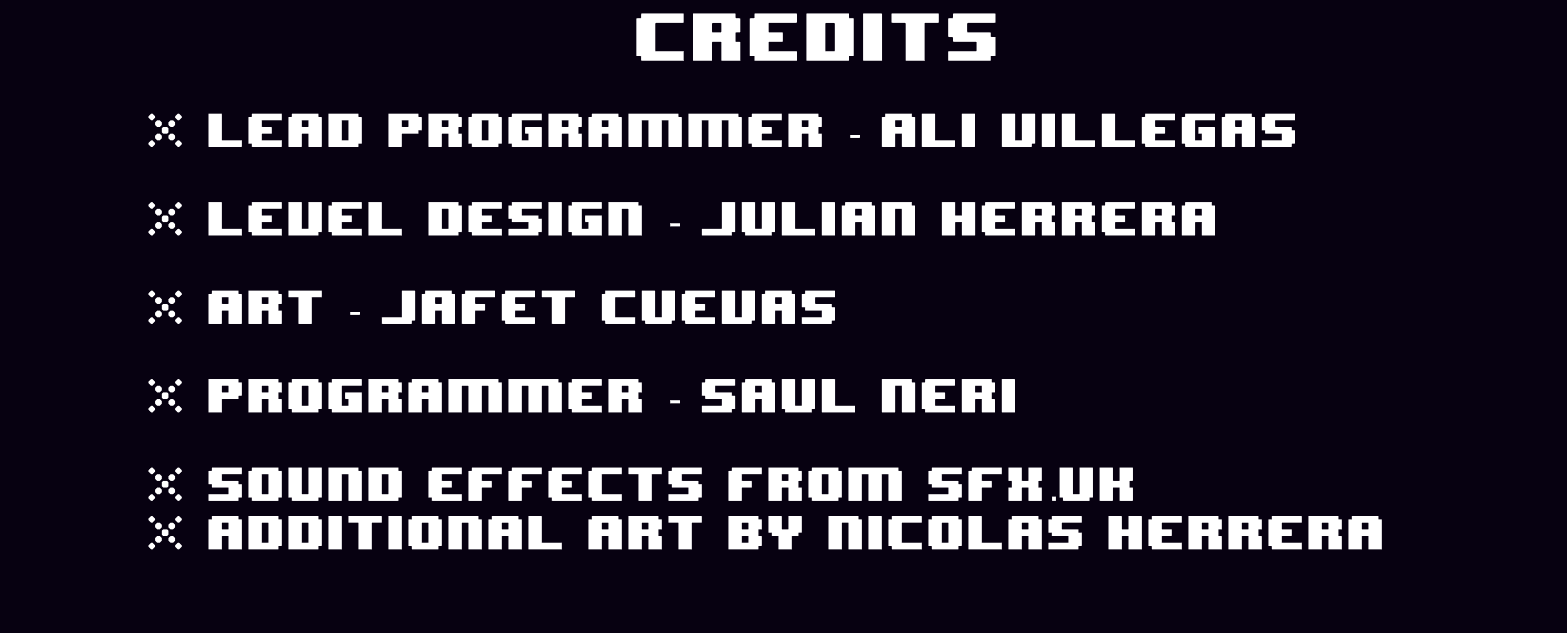 CREDITS
※ LEAD PROGRAMMER - ALI VILLEGAS
※ LEVEL DESIGN - JULIAN HERRERA
※ ART - JAFET CUEVAS
※ PROGRAMMER - SAUL NERI
※ SOUND EFFECTS FROM SFX.UK
※ ADDITIONAL ART BY NICOLAS HERRERA